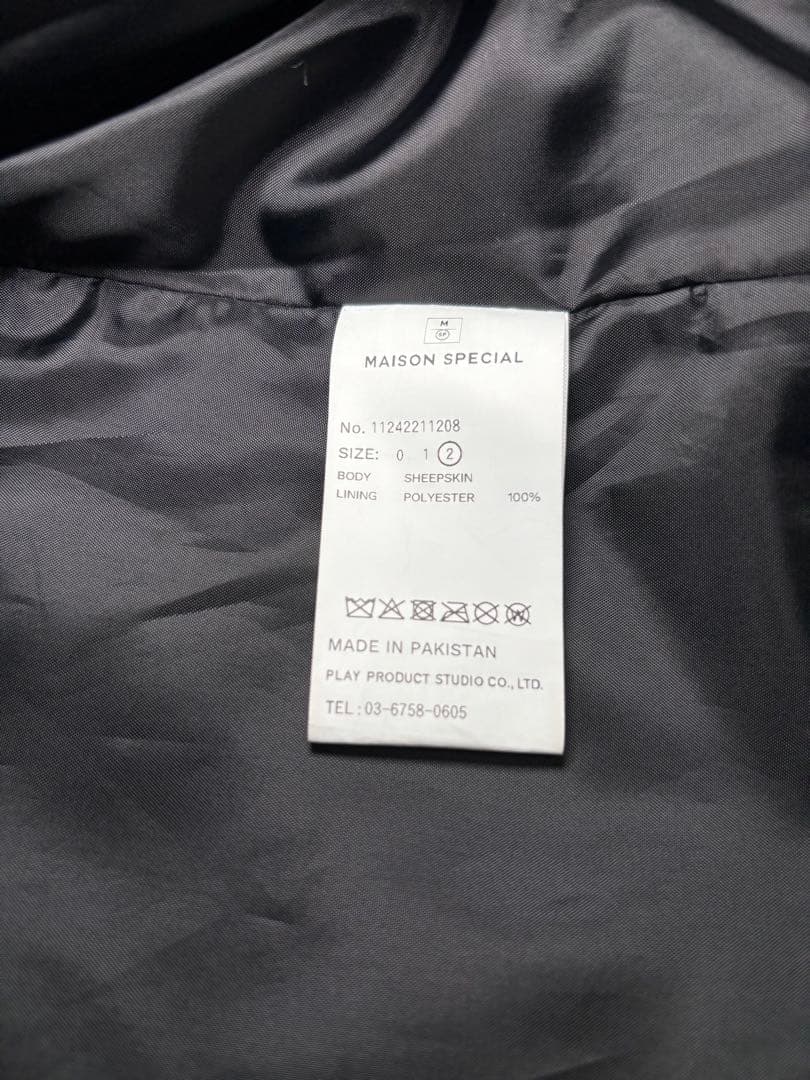 M
SP
MAISON SPECIAL
No. 11242211208
SIZE: 0 1 2
BODY SHEEPSKIN
LINING POLYESTER 100%
W
MADE IN PAKISTAN
PLAY PRODUCT STUDIO CO., LTD.
TEL : 03-6758-0605